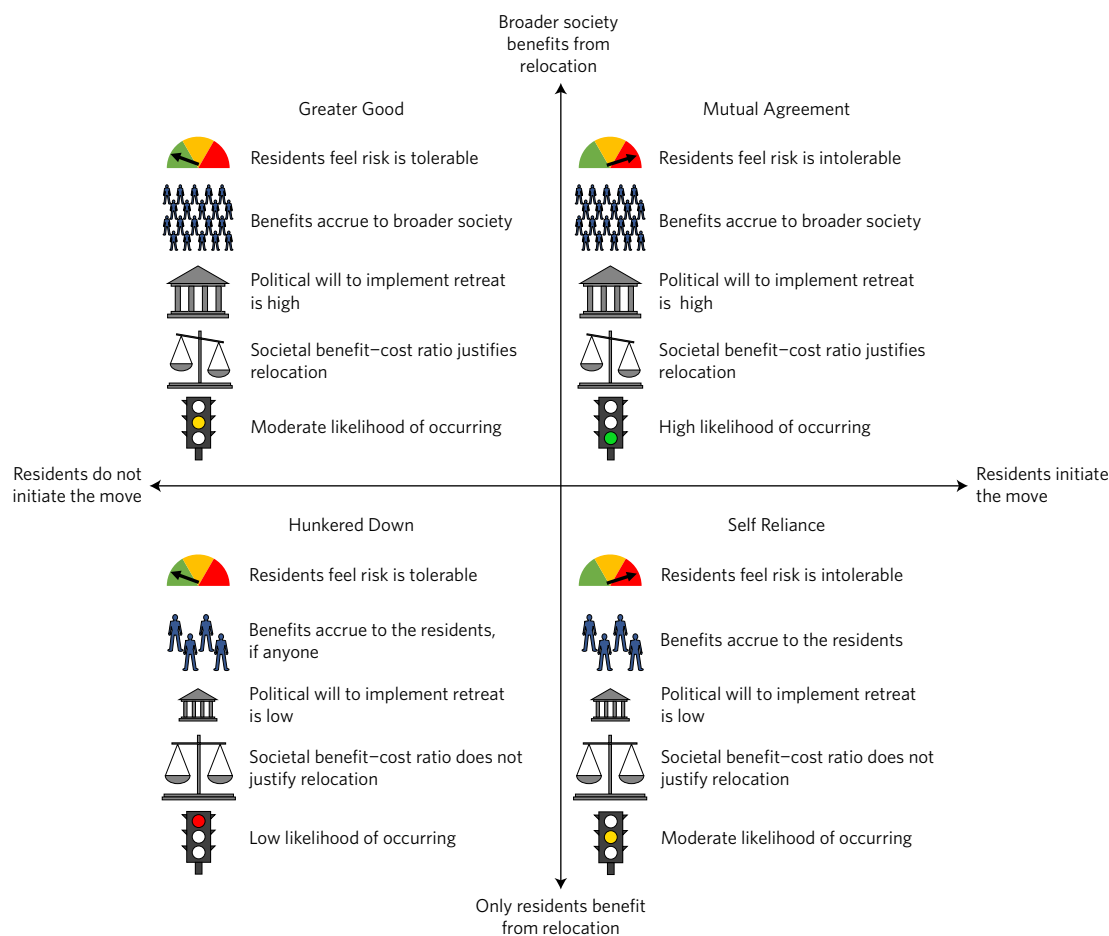 Broader society
benefits from
relocation
Greater Good
Residents feel risk is tolerable
Benefits accrue to broader society
Political will to implement retreat
is high
Societal benefit–cost ratio justifies
relocation
Moderate likelihood of occurring
Mutual Agreement
Residents feel risk is intolerable
Benefits accrue to broader society
Political will to implement retreat
is high
Societal benefit–cost ratio justifies
relocation
High likelihood of occurring
Residents do not
initiate the move
Residents initiate
the move
Hunkered Down
Residents feel risk is tolerable
Benefits accrue to the residents,
if anyone
Political will to implement retreat
is low
Societal benefit–cost ratio does not
justify relocation
Low likelihood of occurring
Self Reliance
Residents feel risk is intolerable
Benefits accrue to the residents
Political will to implement retreat
is low
Societal benefit–cost ratio does not
justify relocation
Moderate likelihood of occurring
Only residents benefit
from relocation